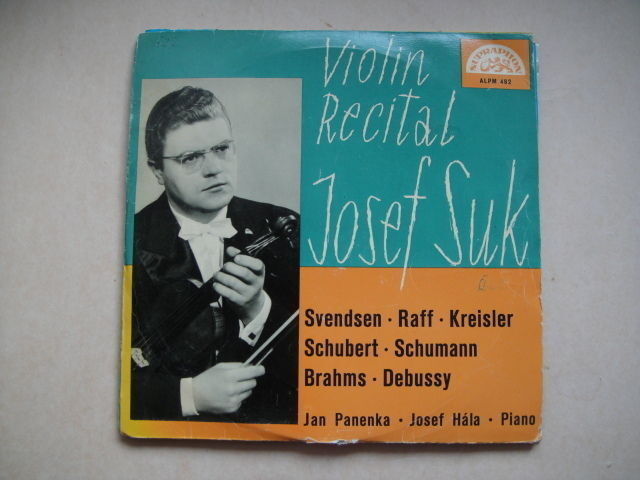 Violin
Recital
Josef Suk
SUPRAPHON
ALPM 492
Svendsen · Raff · Kreisler
Schubert · Schumann
Brahms · Debussy
Jan Panenka · Josef Hála · Piano